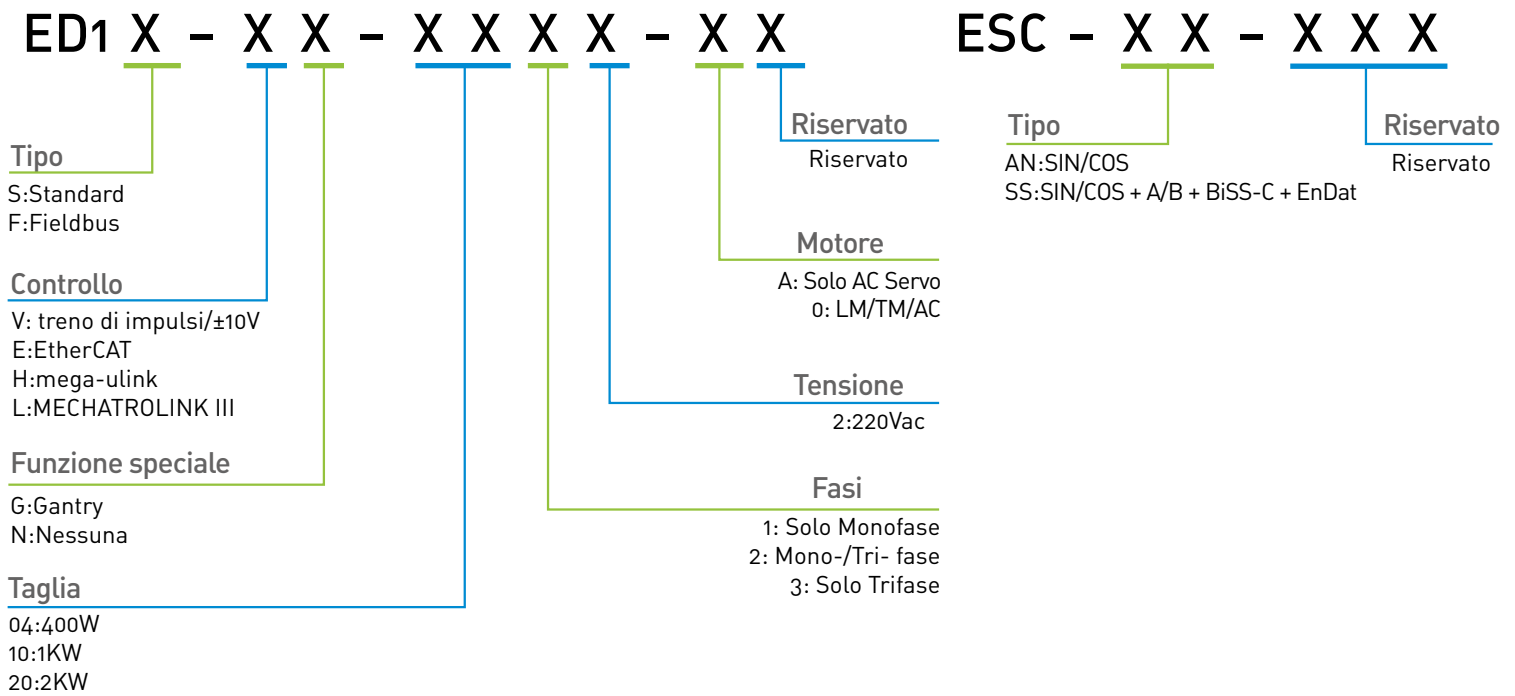 ED1 X – X X – X X X X – X X
Tipo
S:Standard
F:Fieldbus
Controllo
V: treno di impulsi/±10V
E:EtherCAT
H:mega-ulink
L:MECHATROLINK III
Funzione speciale
G:Gantry
N:Nessuna
Taglia
04:400W
10:1KW
20:2KW
Riservato
Riservato
Motore
A: Solo AC Servo
0: LM/TM/AC
Tensione
2:220Vac
Fasi
1: Solo Monofase
2: Mono-/Tri- fase
3: Solo Trifase
ESC – X X – X X X
Tipo
AN:SIN/COS
SS:SIN/COS + A/B + BiSS-C + EnDat
Riservato
Riservato